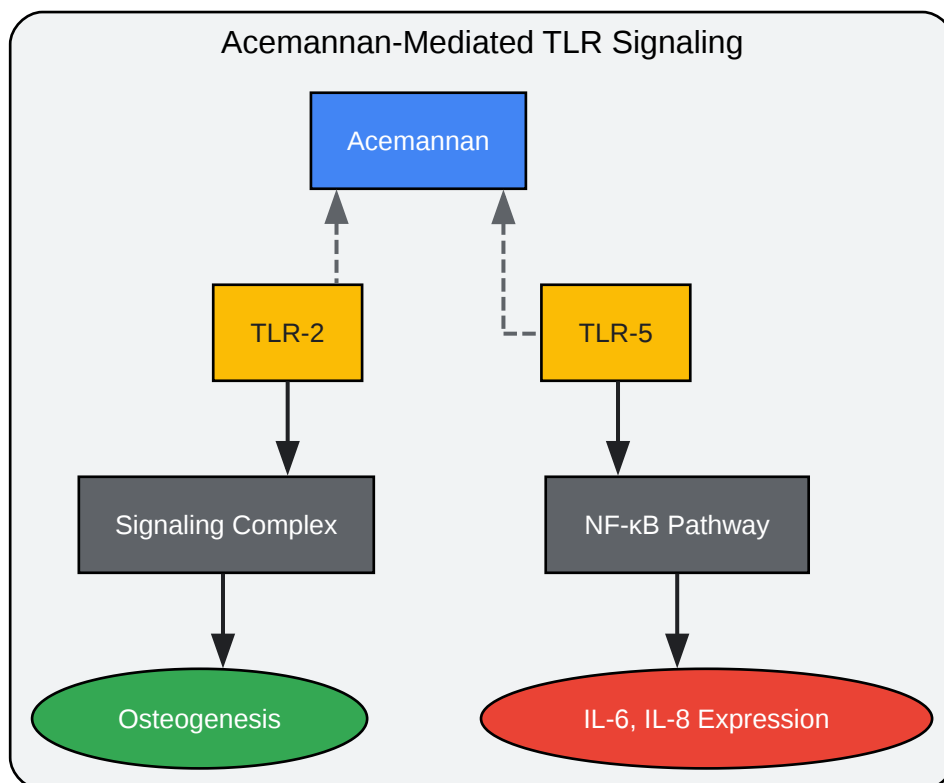 Acemannan-Mediated TLR Signaling
Acemannan
TLR-2
TLR-5
Signaling Complex
NF-κB Pathway
Osteogenesis
IL-6, IL-8 Expression